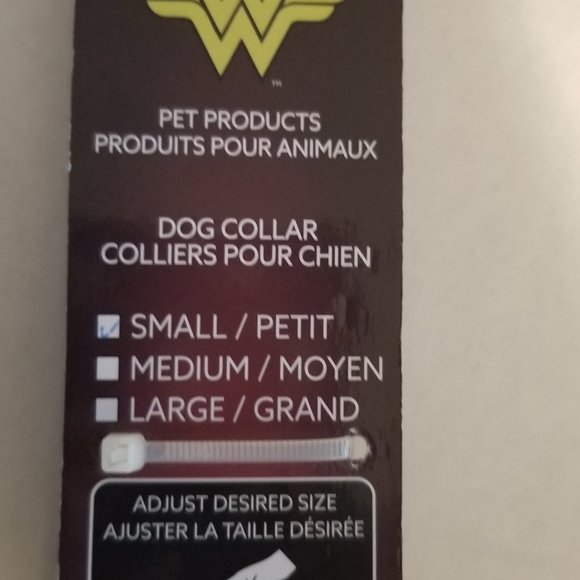 ™
PET PRODUCTS
PRODUITS POUR ANIMAUX
DOG COLLAR
COLLIERS POUR CHIEN
SMALL / PETIT
MEDIUM / MOYEN
LARGE / GRAND
ADJUST DESIRED SIZE
AJUSTER LA TAILLE DÉSIRÉE